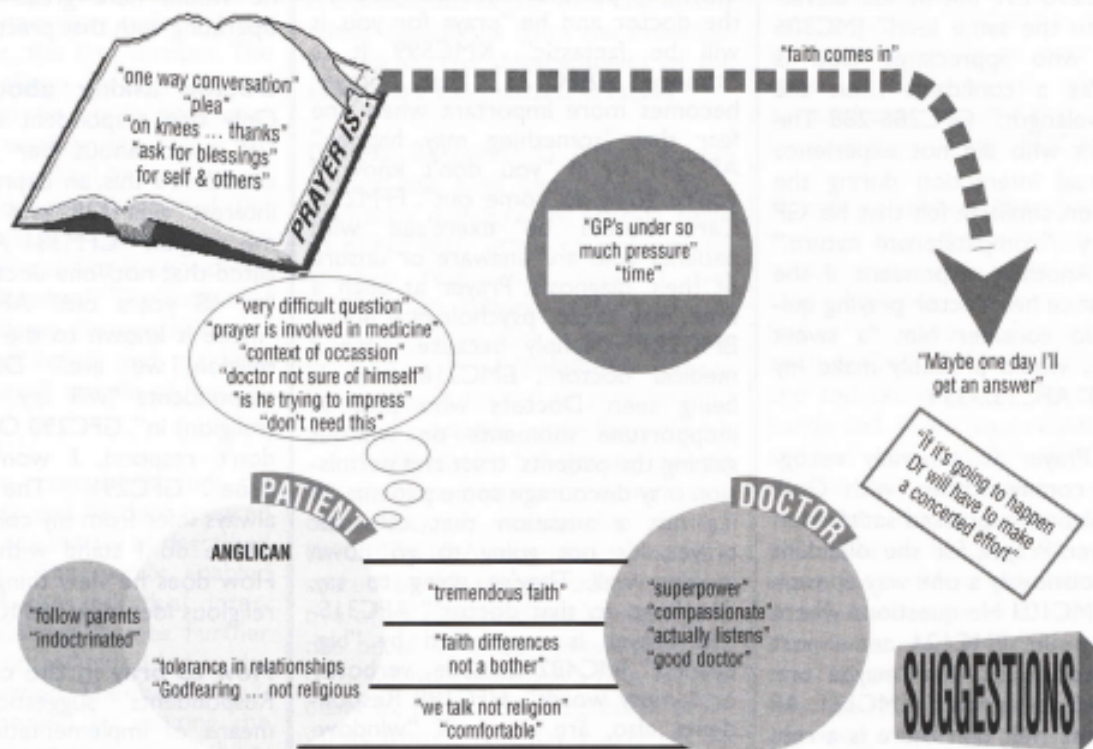 "one way conversation"
"plea"
"on knees ... thanks"
"ask for blessings"
for self & others"
PRAYER IS...
"faith comes in"
"GP's under so
much pressure"
"time"
"Maybe one day I'll
get an answer"
"very difficult question"
"prayer is involved in medicine"
"context of occassion"
"doctor not sure of himself"
"is he trying to impress"
"don't need this"
"If it's going to happen
Dr will have to make
a concerted effort"
PATIENT
DOCTOR
ANGLICAN
"follow parents
"indoctrinated"
"tolerance in relationships
"Godfearing ... not religious
"tremendous faith"
"faith differences
not a bother"
"we talk not religion"
"comfortable"
"superpower"
"compassionate"
"actually listens"
"good doctor"
SUGGESTIONS